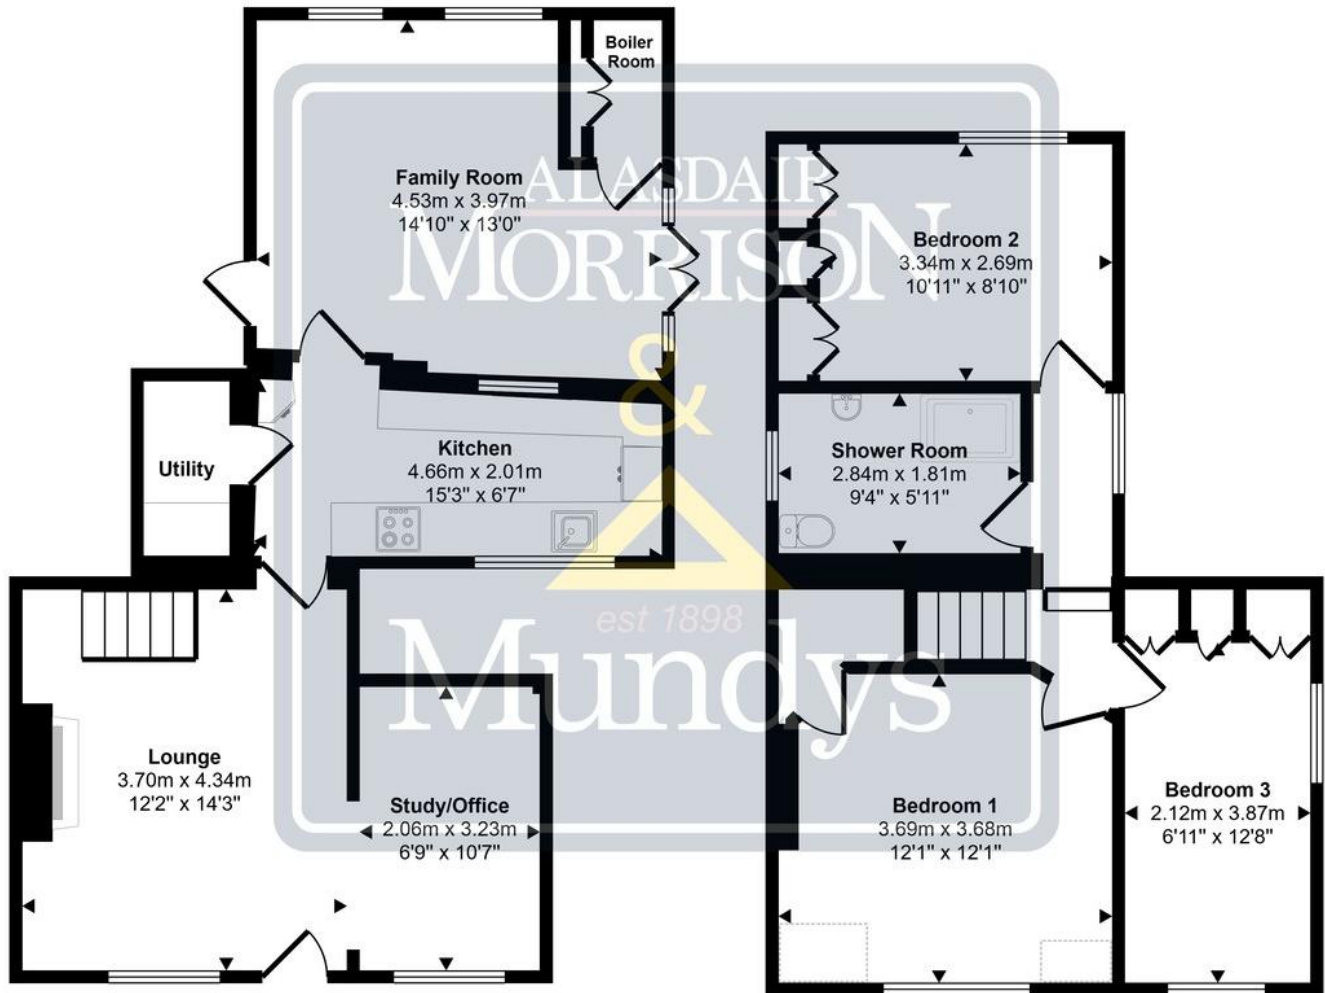 Boiler
Room
Family Room
4.53m x 3.97m
14'10" x 13'0"
ALASDAIR
MORRISON
&
est 1898
Mundys
Bedroom 2
3.34m x 2.69m
10'11" x 8'10"
Utility
Kitchen
4.66m x 2.01m
15'3" x 6'7"
Shower Room
2.84m x 1.81m
9'4" x 5'11"
Lounge
3.70m x 4.34m
12'2" x 14'3"
Study/Office
2.06m x 3.23m
6'9" x 10'7"
Bedroom 1
3.69m x 3.68m
12'1" x 12'1"
Bedroom 3
2.12m x 3.87m
6'11" x 12'8"